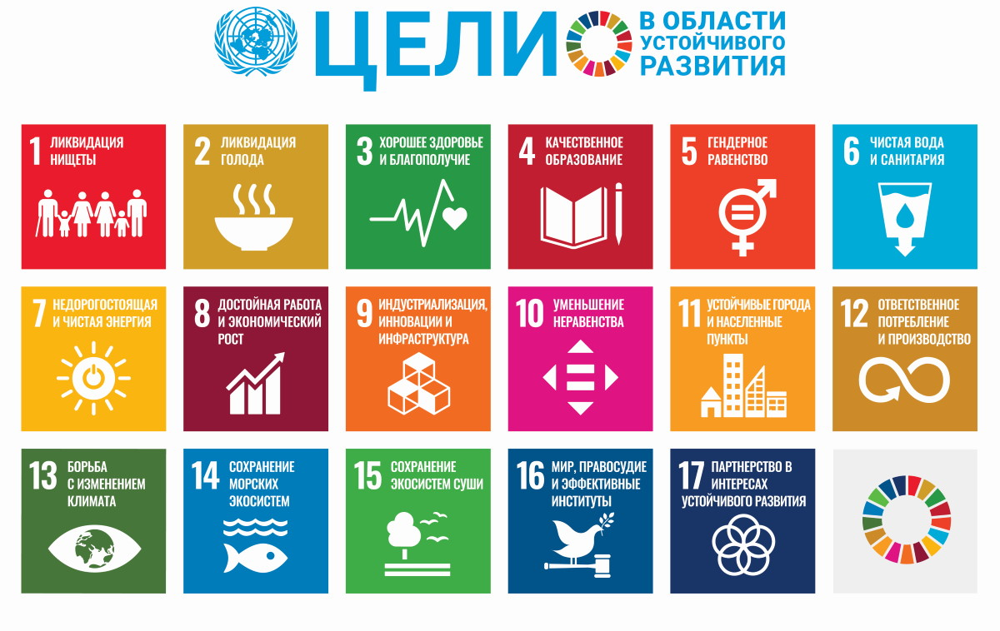 ЦЕЛИ
В ОБЛАСТИ
УСТОЙЧИВОГО
РАЗВИТИЯ
1 ЛИКВИДАЦИЯ
НИЩЕТЫ
2 ЛИКВИДАЦИЯ
ГОЛОДА
3 ХОРОШЕЕ ЗДОРОВЬЕ
И БЛАГОПОЛУЧИЕ
4 КАЧЕСТВЕННОЕ
ОБРАЗОВАНИЕ
5 ГЕНДЕРНОЕ
РАВЕНСТВО
6 ЧИСТАЯ ВОДА
И САНИТАРИЯ
7 НЕДОРОГОСТОЯЩАЯ
И ЧИСТАЯ ЭНЕРГИЯ
8 ДОСТОЙНАЯ РАБОТА
И ЭКОНОМИЧЕСКИЙ
РОСТ
9 ИНДУСТРИАЛИЗАЦИЯ,
ИННОВАЦИИ И
ИНФРАСТРУКТУРА
10 УМЕНЬШЕНИЕ
НЕРАВЕНСТВА
11 УСТОЙЧИВЫЕ ГОРОДА
И НАСЕЛЕННЫЕ
ПУНКТЫ
12 ОТВЕТСТВЕННОЕ
ПОТРЕБЛЕНИЕ
И ПРОИЗВОДСТВО
13 БОРЬБА
С ИЗМЕНЕНИЕМ
КЛИМАТА
14 СОХРАНЕНИЕ
МОРСКИХ
ЭКОСИСТЕМ
15 СОХРАНЕНИЕ
ЭКОСИСТЕМ СУШИ
16 МИР, ПРАВОСУДИЕ
И ЭФФЕКТИВНЫЕ
ИНСТИТУТЫ
17 ПАРТНЕРСТВО В
ИНТЕРЕСАХ
УСТОЙЧИВОГО РАЗВИТИЯ